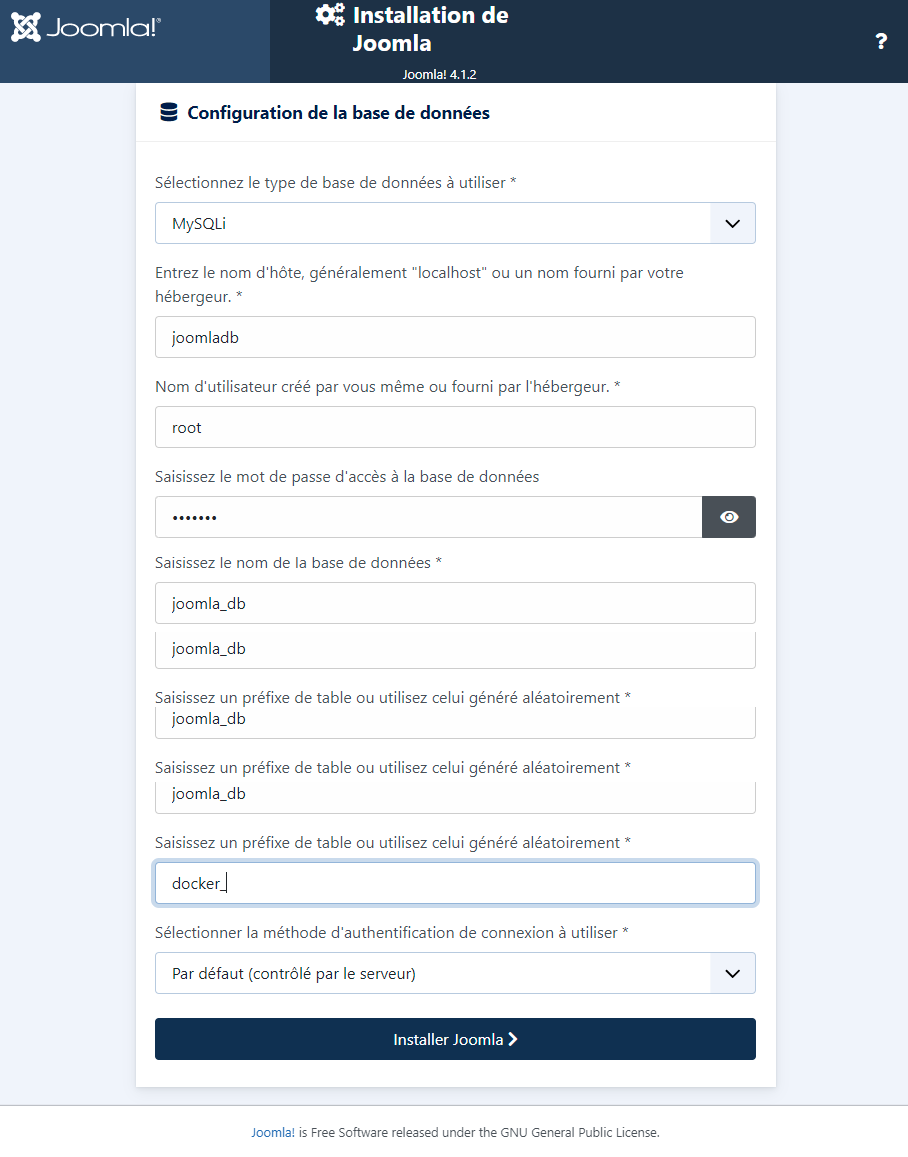 Joomla!®
Installation de
Joomla
Joomla! 4.1.2
?
Configuration de la base de données
Sélectionnez le type de base de données à utiliser *
MySQLi
Entrez le nom d'hôte, généralement "localhost" ou un nom fourni par votre
hébergeur. *
joomladb
Nom d'utilisateur créé par vous même ou fourni par l'hébergeur. *
root
Saisissez le mot de passe d'accès à la base de données
•••••••
Saisissez le nom de la base de données *
joomla_db
joomla_db
Saisissez un préfixe de table ou utilisez celui généré aléatoirement *
joomla_db
Saisissez un préfixe de table ou utilisez celui généré aléatoirement *
joomla_db
Saisissez un préfixe de table ou utilisez celui généré aléatoirement *
docker_
Sélectionner la méthode d'authentification de connexion à utiliser *
Par défaut (contrôlé par le serveur)
Installer Joomla
Joomla! is Free Software released under the GNU General Public License.